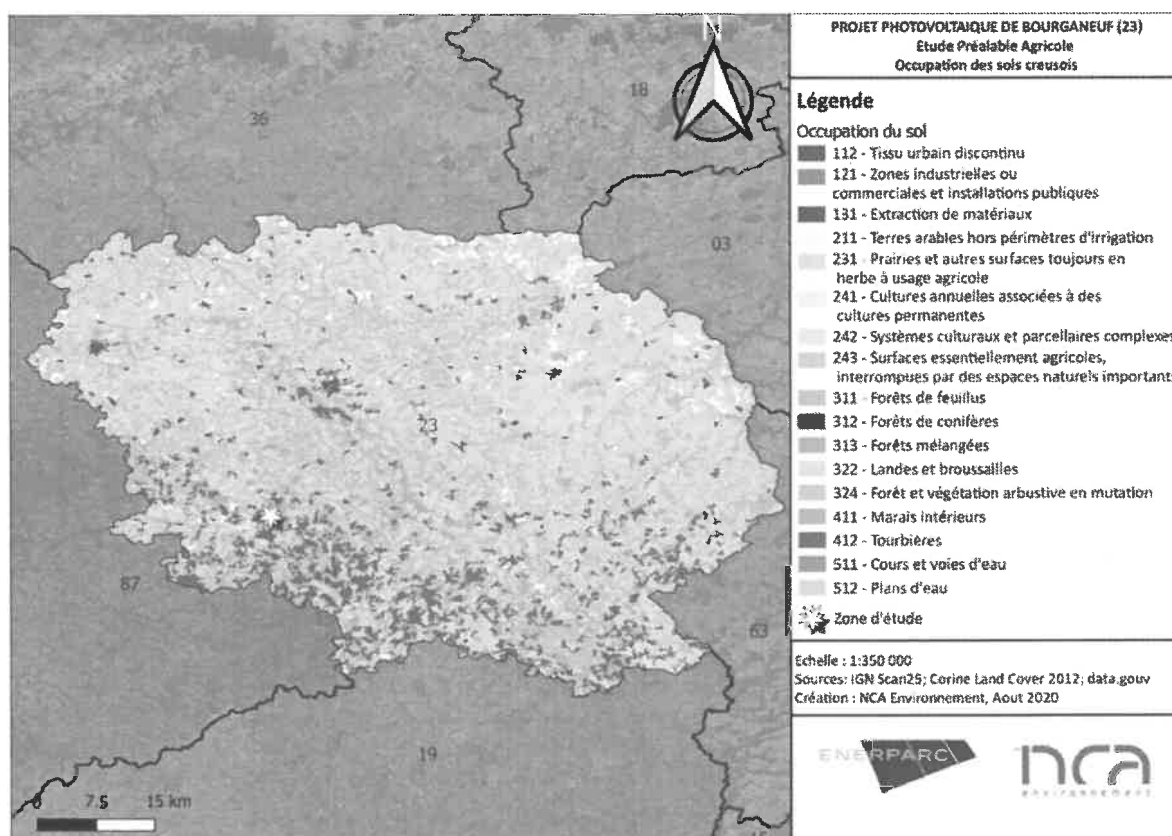 PROJET PHOTOVOLTAIQUE DE BOURGANEUF (23)
Etude Préalable Agricole
Occupation des sols creusois
Légende
Occupation du sol
112 - Tissu urbain discontinu
121 - Zones industrielles ou
commerciales et installations publiques
131 - Extraction de matériaux
211 - Terres arables hors périmètres d'irrigation
231 - Prairies et autres surfaces toujours en
herbe à usage agricole
241 - Cultures annuelles associées à des
cultures permanentes
242 - Systèmes culturaux et parcellaires complexes
243 - Surfaces essentiellement agricoles,
interrompues par des espaces naturels importants
311 - Forêts de feuillus
312 - Forêts de conifères
313 - Forêts mélangées
322 - Landes et broussailles
324 - Forêt et végétation arbustive en mutation
411 - Marais intérieurs
412 - Tourbières
511 - Cours et voies d'eau
512 - Plans d'eau
Zone d'étude
Echelle : 1:350 000
Sources: IGN Scan25; Corine Land Cover 2012; data.gouv
Création : NCA Environnement, Aout 2020
ENERPARC
nca
environnement
N
36
18
03
23
87
63
19
15
0 7.5 15 km